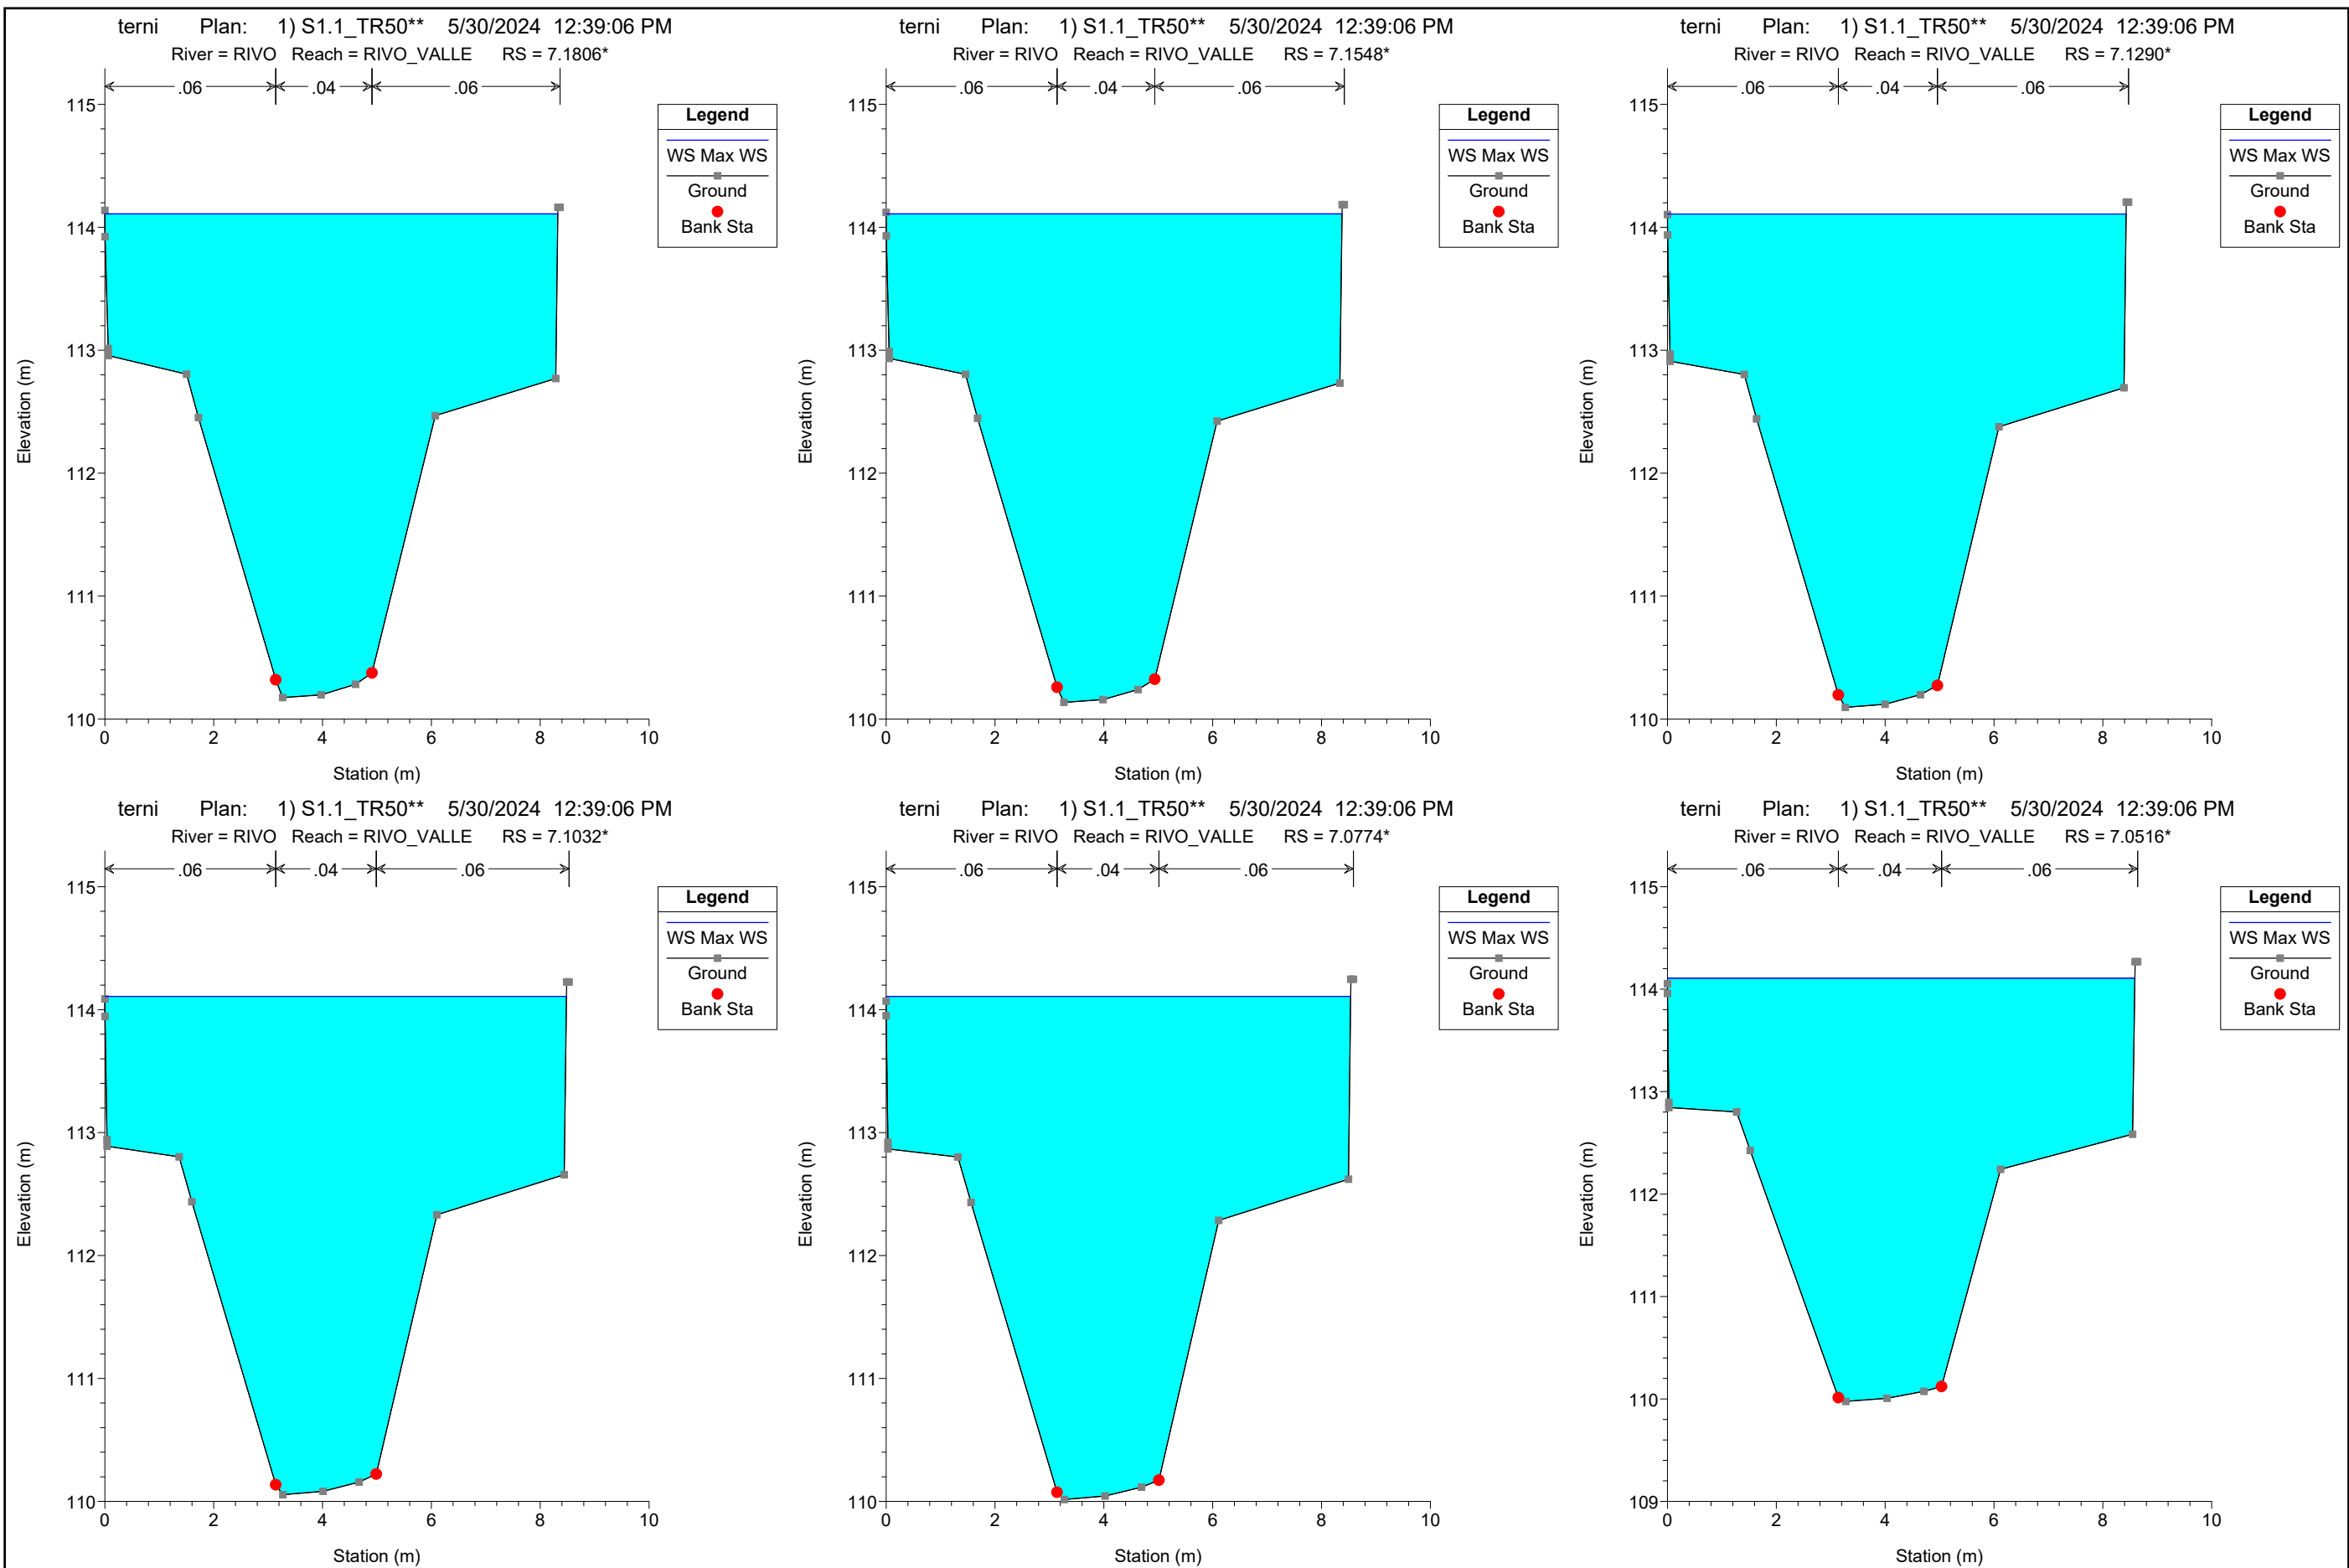 terni Plan: 1) S1.1_TR50** 5/30/2024 12:39:06 PM
River = RIVO Reach = RIVO_VALLE RS = 7.1806*
.06 .04 .06
115
114
113
112
111
110
Elevation (m)
0 2 4 6 8 10
Station (m)
Legend
WS Max WS
Ground
Bank Sta
terni Plan: 1) S1.1_TR50** 5/30/2024 12:39:06 PM
River = RIVO Reach = RIVO_VALLE RS = 7.1548*
.06 .04 .06
115
114
113
112
111
110
Elevation (m)
0 2 4 6 8 10
Station (m)
Legend
WS Max WS
Ground
Bank Sta
terni Plan: 1) S1.1_TR50** 5/30/2024 12:39:06 PM
River = RIVO Reach = RIVO_VALLE RS = 7.1290*
.06 .04 .06
115
114
113
112
111
110
Elevation (m)
0 2 4 6 8 10
Station (m)
Legend
WS Max WS
Ground
Bank Sta
terni Plan: 1) S1.1_TR50** 5/30/2024 12:39:06 PM
River = RIVO Reach = RIVO_VALLE RS = 7.1032*
.06 .04 .06
115
114
113
112
111
110
Elevation (m)
0 2 4 6 8 10
Station (m)
Legend
WS Max WS
Ground
Bank Sta
terni Plan: 1) S1.1_TR50** 5/30/2024 12:39:06 PM
River = RIVO Reach = RIVO_VALLE RS = 7.0774*
.06 .04 .06
115
114
113
112
111
110
Elevation (m)
0 2 4 6 8 10
Station (m)
Legend
WS Max WS
Ground
Bank Sta
terni Plan: 1) S1.1_TR50** 5/30/2024 12:39:06 PM
River = RIVO Reach = RIVO_VALLE RS = 7.0516*
.06 .04 .06
115
114
113
112
111
110
109
Elevation (m)
0 2 4 6 8 10
Station (m)
Legend
WS Max WS
Ground
Bank Sta